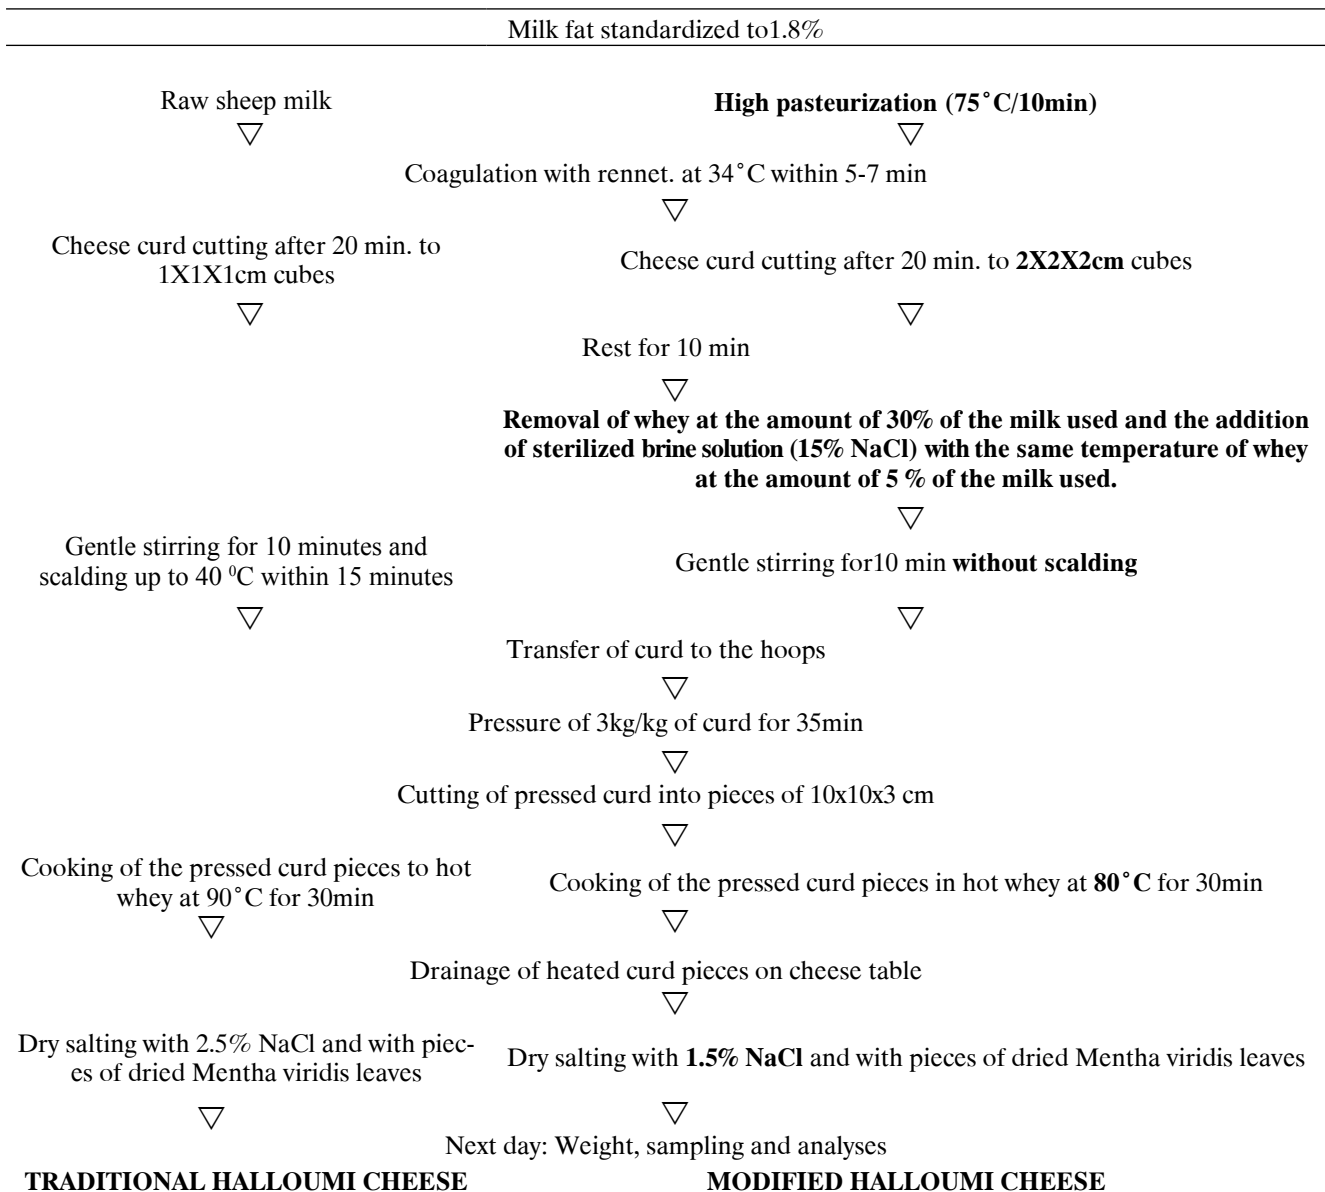 Milk fat standardized to1.8%
Raw sheep milk
High pasteurization (75˚C/10min)
Coagulation with rennet. at 34˚C within 5-7 min
Cheese curd cutting after 20 min. to
1X1X1cm cubes
Cheese curd cutting after 20 min. to 2X2X2cm cubes
Rest for 10 min
Removal of whey at the amount of 30% of the milk used and the addition
of sterilized brine solution (15% NaCl) with the same temperature of whey
at the amount of 5 % of the milk used.
Gentle stirring for 10 minutes and
scalding up to 40 ⁰C within 15 minutes
Gentle stirring for10 min without scalding
Transfer of curd to the hoops
Pressure of 3kg/kg of curd for 35min
Cutting of pressed curd into pieces of 10x10x3 cm
Cooking of the pressed curd pieces to hot
whey at 90˚C for 30min
Cooking of the pressed curd pieces in hot whey at 80˚C for 30min
Drainage of heated curd pieces on cheese table
Dry salting with 2.5% NaCl and with piec-
es of dried Mentha viridis leaves
Dry salting with 1.5% NaCl and with pieces of dried Mentha viridis leaves
Next day: Weight, sampling and analyses
TRADITIONAL HALLOUMI CHEESE
MODIFIED HALLOUMI CHEESE